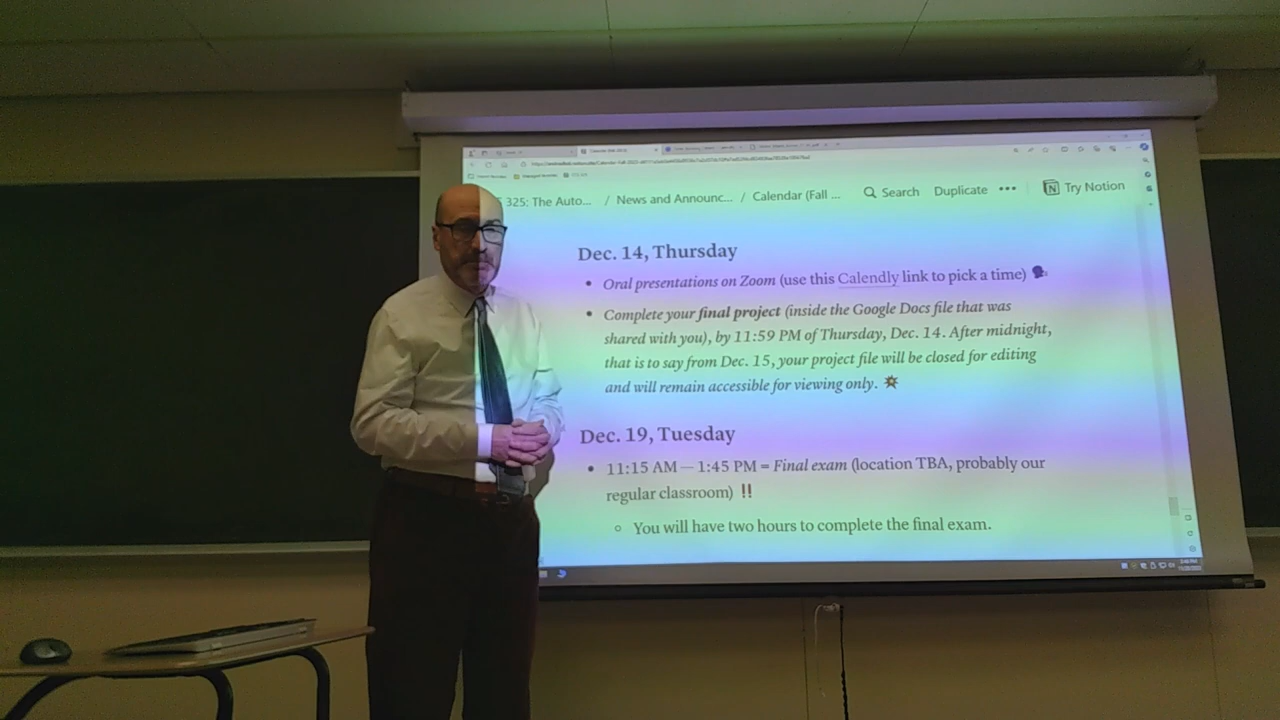 325: The Auto... / News and Announc... / Calendar (Fall ...
Search Duplicate ••• Try Notion
Dec. 14, Thursday
• Oral presentations on Zoom (use this Calendly link to pick a time)
• Complete your final project (inside the Google Docs file that was
shared with you), by 11:59 PM of Thursday, Dec. 14. After midnight,
that is to say from Dec. 15, your project file will be closed for editing
and will remain accessible for viewing only.
Dec. 19, Tuesday
• 11:15 AM — 1:45 PM = Final exam (location TBA, probably our
regular classroom) ‼
○ You will have two hours to complete the final exam.